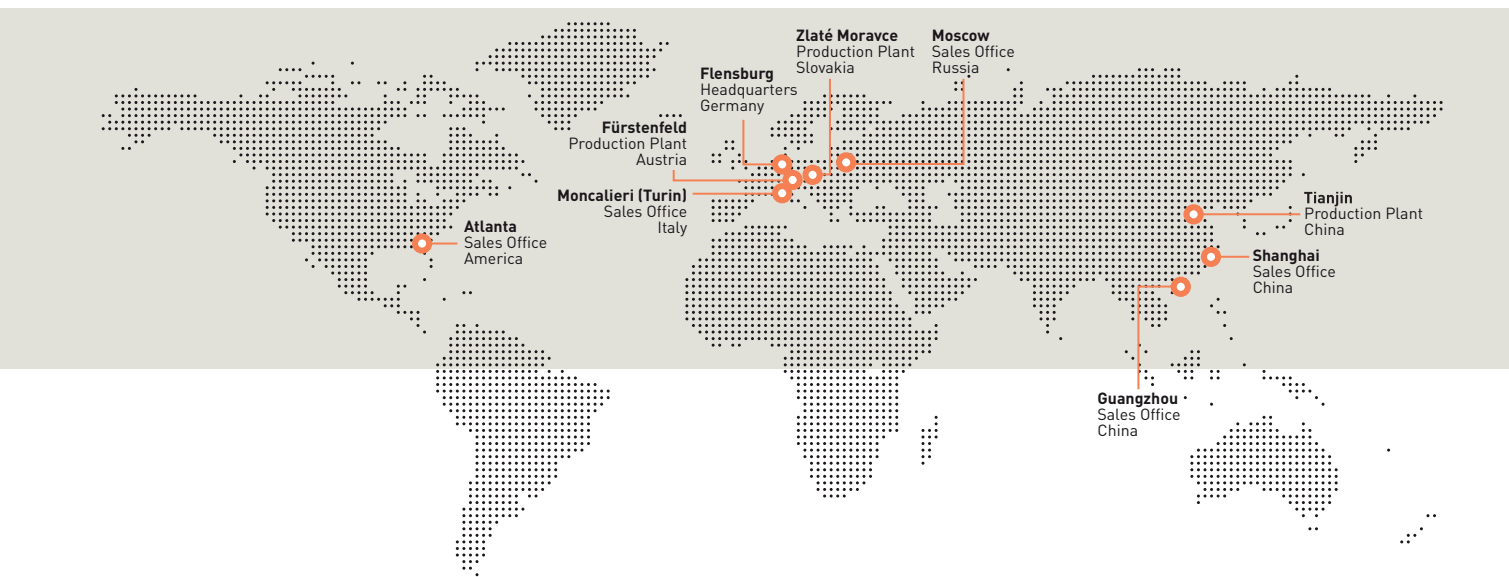 Zlaté Moravce
Production Plant
Slovakia
Moscow
Sales Office
Russia
Flensburg
Headquarters
Germany
Fürstenfeld
Production Plant
Austria
Moncalieri (Turin)
Sales Office
Italy
Atlanta
Sales Office
America
Tianjin
Production Plant
China
Shanghai
Sales Office
China
Guangzhou
Sales Office
China